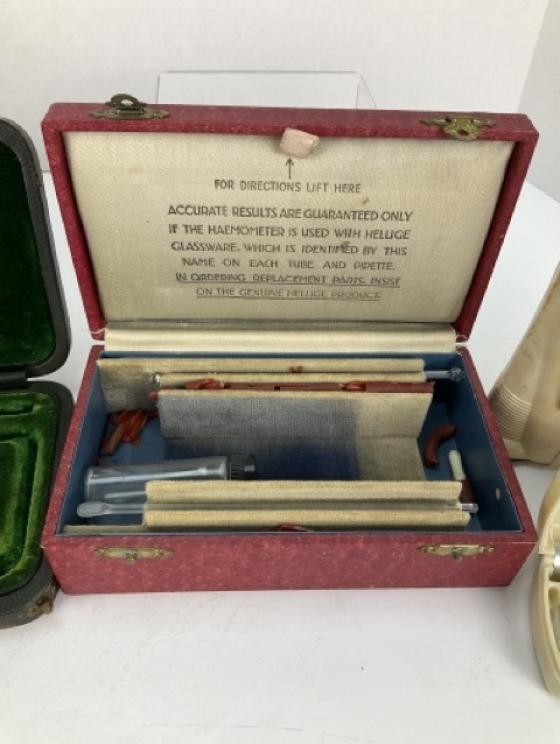 FOR DIRECTIONS LIFT HERE
ACCURATE RESULTS ARE GUARANTEED ONLY
IF THE HAEMOMETER IS USED WITH HELLIGE
GLASSWARE, WHICH IS IDENTIFIED BY THIS
NAME ON EACH TUBE AND PIPETTE.
IN ORDERING REPLACEMENT PARTS, INSIST
ON THE GENUINE HELLIGE PRODUCT.